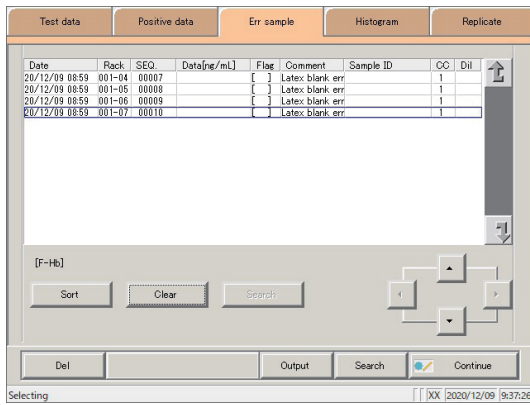 Test data Positive data Err sample Histogram Replicate
Date Rack SEQ. Data[ng/mL] Flag Comment Sample ID CC Dil
20/12/09 08:59 001-04 00007 [ ] Latex blank err 1
20/12/09 08:59 001-05 00008 [ ] Latex blank err 1
20/12/09 08:59 001-06 00009 [ ] Latex blank err 1
20/12/09 08:59 001-07 00010 [ ] Latex blank err 1
[F-Hb]
Sort Clear Search
Del Output Search Continue
Selecting XX 2020/12/09 9:37:26